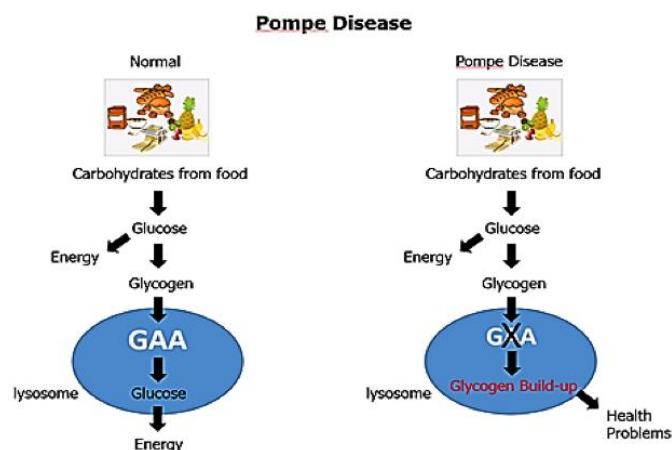 Pompe Disease
Normal
Carbohydrates from food
Glucose
Energy
Glycogen
GAA
lysosome
Glucose
Energy
Pompe Disease
Carbohydrates from food
Glucose
Energy
Glycogen
GXA
Glycogen Build-up
lysosome
Health
Problems